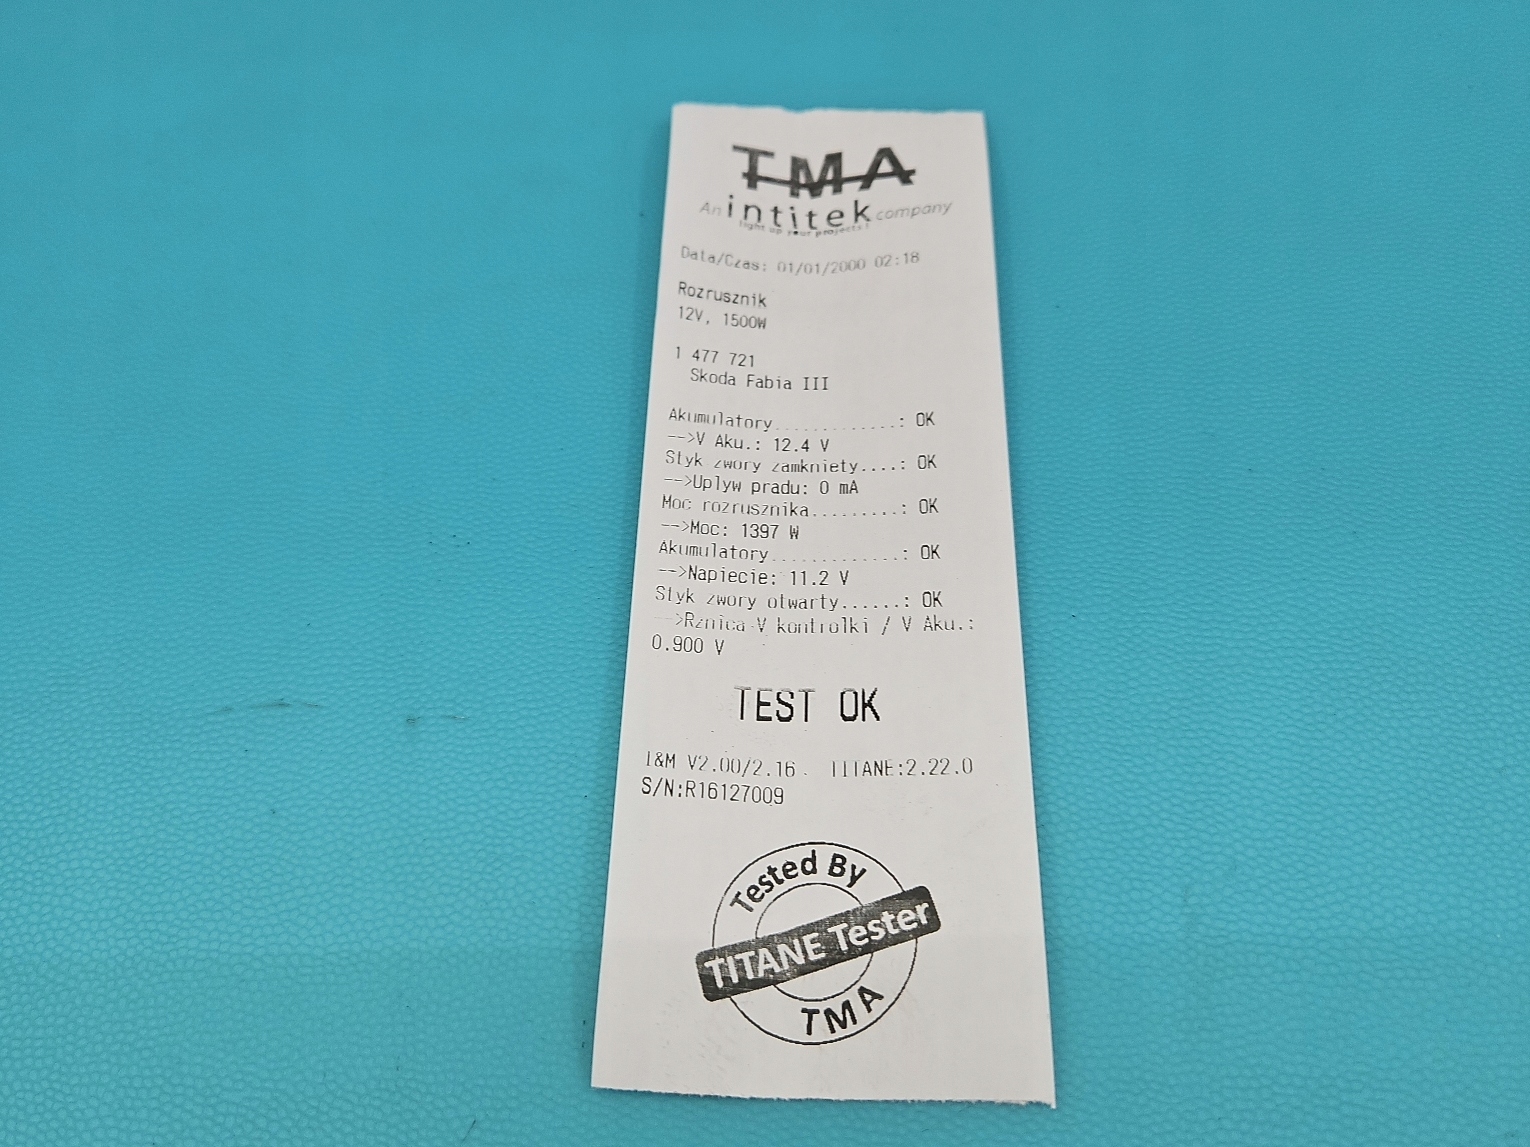 TMA
An intitek company
light up your projects !
Data/Czas: 01/01/2000 02:18
Rozrusznik
12V, 1500W
1 477 721
Skoda Fabia III
Akumulatory.............: OK
-->V Aku.: 12.4 V
Styk zwory zamkniety....: OK
-->Uplyw pradu: 0 mA
Moc rozrusznika.........: OK
-->Moc: 1397 W
Akumulatory.............: OK
-->Napiecie: 11.2 V
Styk zwory otwarty......: OK
-->Rznica V kontrolki / V Aku.:
0.900 V
TEST OK
I&M V2.00/2.16 TITANE:2.22.0
S/N:R16127009
Tested By
TITANE Tester
TMA